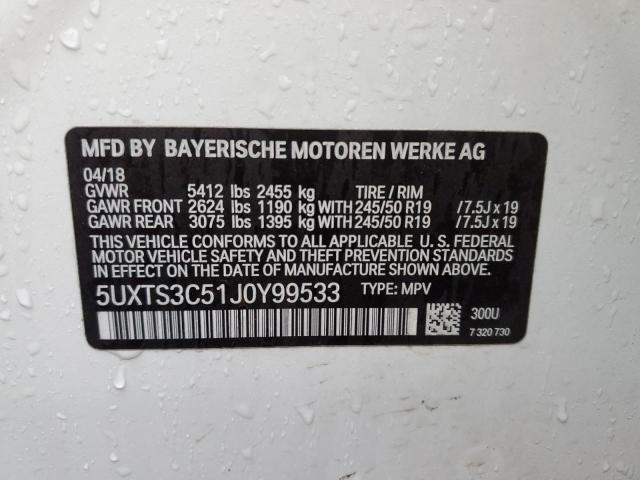 MFD BY BAYERISCHE MOTOREN WERKE AG
04/18
GVWR 5412 lbs 2455 kg TIRE / RIM
GAWR FRONT 2624 lbs 1190 kg WITH 245/50 R19 /7.5J x 19
GAWR REAR 3075 lbs 1395 kg WITH 245/50 R19 /7.5J x 19
THIS VEHICLE CONFORMS TO ALL APPLICABLE U. S. FEDERAL
MOTOR VEHICLE SAFETY AND THEFT PREVENTION STANDARDS
IN EFFECT ON THE DATE OF MANUFACTURE SHOWN ABOVE.
5UXTS3C51J0Y99533 TYPE: MPV
300U
7 320 730